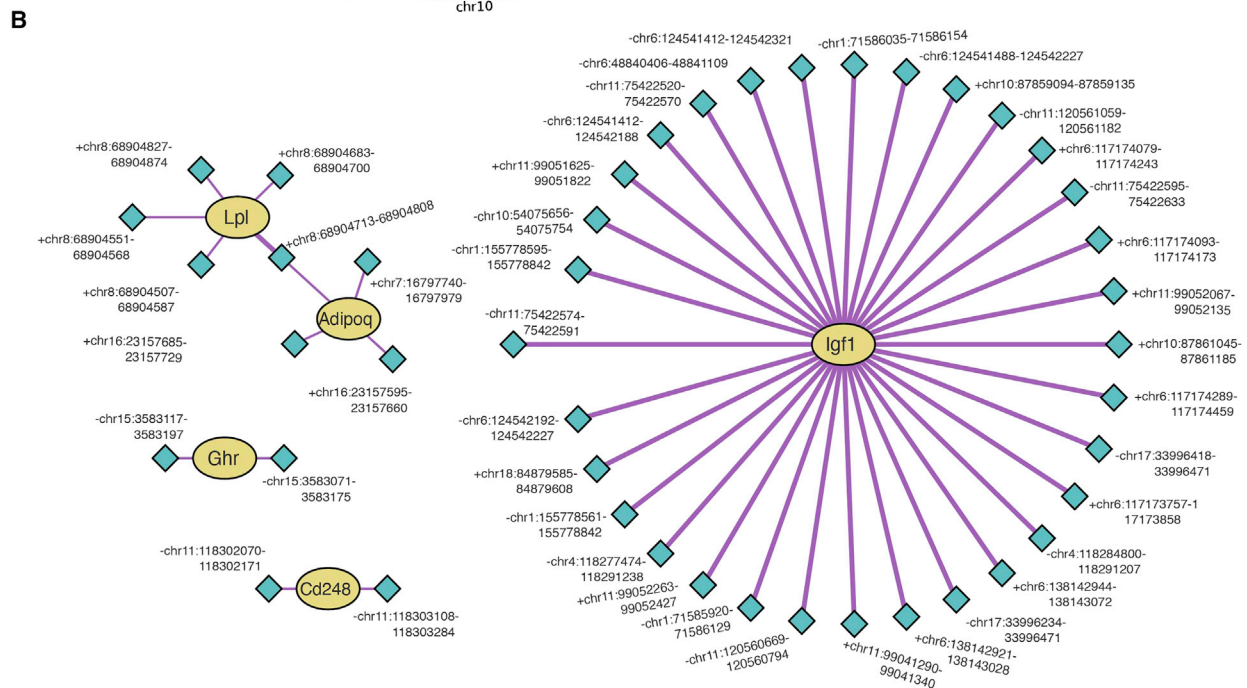 chr10
B
+chr8:68904827-
68904874
+chr8:68904683-
68904700
Lpl
+chr8:68904551-
68904568
+chr8:68904713-68904808
+chr8:68904507-
68904587
+chr7:16797740-
16797979
Adipoq
+chr16:23157685-
23157729
+chr16:23157595-
23157660
-chr15:3583117-
3583197
Ghr
-chr15:3583071-
3583175
-chr11:118302070-
118302171
Cd248
-chr11:118303108-
118303284
-chr6:124541412-124542321
-chr6:48840406-48841109
-chr11:75422520-
75422570
-chr6:124541412-
124542188
+chr11:99051625-
99051822
-chr10:54075656-
54075754
-chr1:155778595-
155778842
-chr11:75422574-
75422591
-chr6:124542192-
124542227
+chr18:84879585-
84879608
-chr1:155778561-
155778842
-chr4:118277474-
118291238
+chr11:99052263-
99052427
-chr1:71585920-
71586129
-chr11:120560669-
120560794
Igf1
-chr1:71586035-71586154
-chr6:124541488-124542227
+chr10:87859094-87859135
-chr11:120561059-
120561182
+chr6:117174079-
117174243
-chr11:75422595-
75422633
+chr6:117174093-
117174173
+chr11:99052067-
99052135
+chr10:87861045-
87861185
+chr6:117174289-
117174459
-chr17:33996418-
33996471
+chr6:117173757-1
17173858
-chr4:118284800-
118291207
+chr6:138142944-
138143072
-chr17:33996234-
33996471
+chr6:138142921-
138143028
+chr11:99041290-
99041340